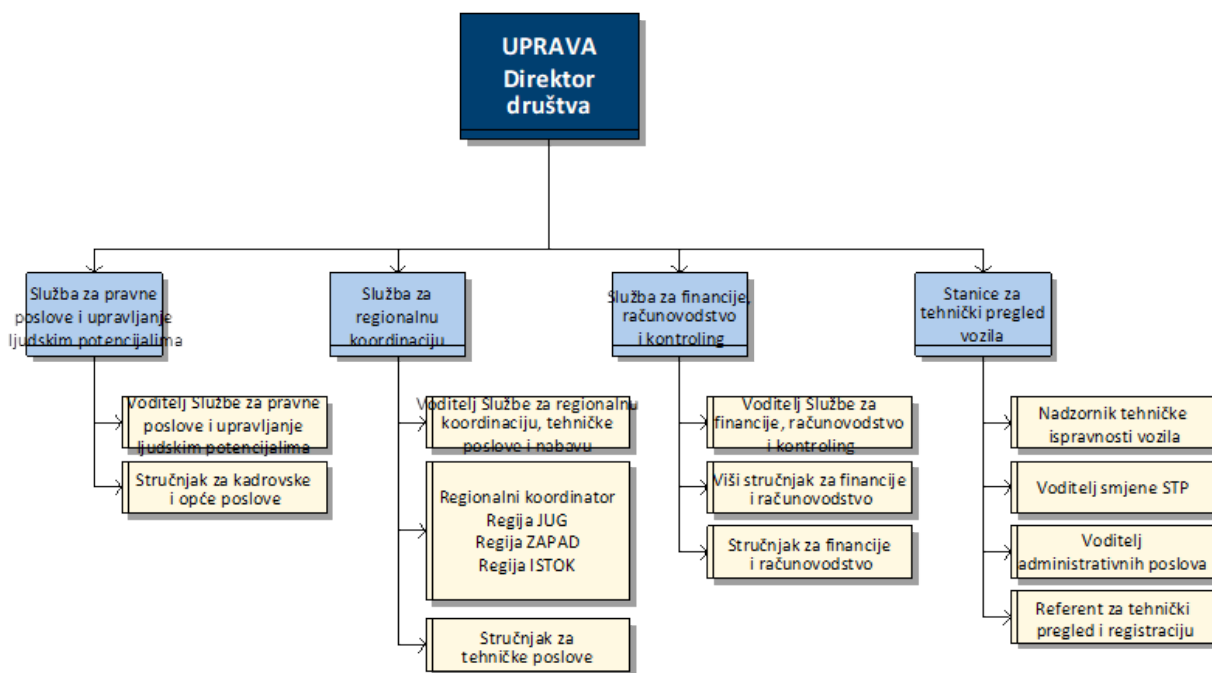 UPRAVA
Direktor
društva
Služba za pravne
poslove i upravljanje
ljudskim potencijalima
Služba za
regionalnu
koordinaciju
Služba za financije,
računovodstvo
i kontroling
Stanice za
tehnički pregled
vozila
Voditelj Službe za pravne
poslove i upravljanje
ljudskim potencijalima
Stručnjak za kadrovske
i opće poslove
Voditelj Službe za regionalnu
koordinaciju, tehničke
poslove i nabavu
Regionalni koordinator
Regija JUG
Regija ZAPAD
Regija ISTOK
Stručnjak za
tehničke poslove
Voditelj Službe za
financije, računovodstvo
i kontroling
Viši stručnjak za financije
i računovodstvo
Stručnjak za financije
i računovodstvo
Nadzornik tehničke
ispravnosti vozila
Voditelj smjene STP
Voditelj
administrativnih poslova
Referent za tehnički
pregled i registraciju